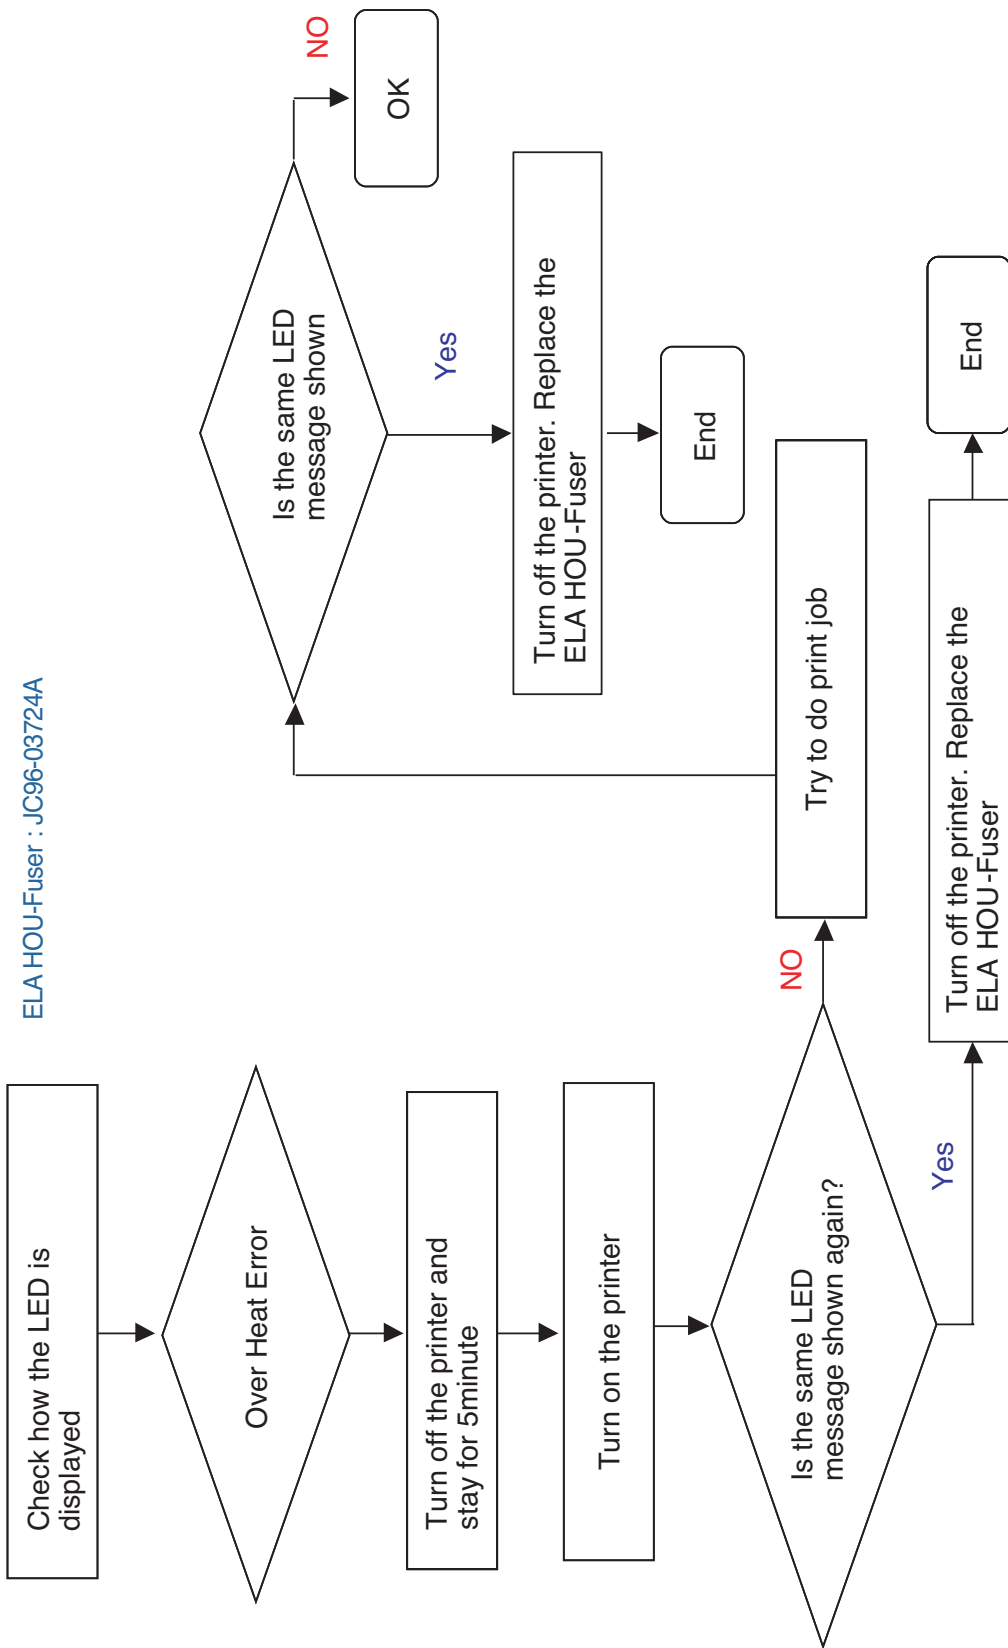 ELA HOU-Fuser : JC96-03724A
Check how the LED is
displayed
Over Heat Error
Turn off the printer and
stay for 5minute
Turn on the printer
Is the same LED
message shown again?
Yes
Turn off the printer. Replace the
ELA HOU-Fuser
End
NO
Try to do print job
Is the same LED
message shown
Yes
Turn off the printer. Replace the
ELA HOU-Fuser
End
NO
OK